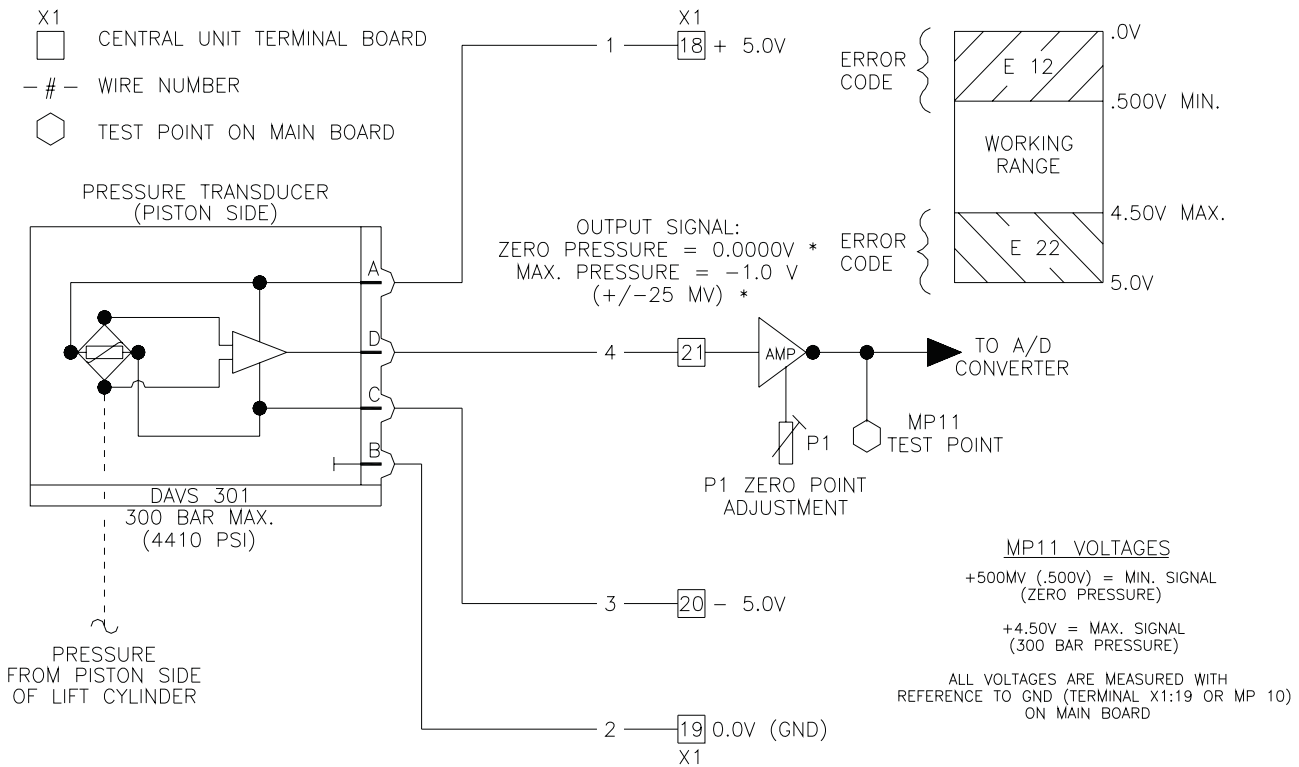 X1
CENTRAL UNIT TERMINAL BOARD
- # - WIRE NUMBER
TEST POINT ON MAIN BOARD
PRESSURE TRANSDUCER
(PISTON SIDE)
A
D
C
B
DAVS 301
300 BAR MAX.
(4410 PSI)
PRESSURE
FROM PISTON SIDE
OF LIFT CYLINDER
1
X1
18 + 5.0V
OUTPUT SIGNAL:
ZERO PRESSURE = 0.0000V *
MAX. PRESSURE = -1.0 V
(+/-25 MV) *
4
21
AMP
TO A/D
CONVERTER
P1
P1 ZERO POINT
ADJUSTMENT
MP11
TEST POINT
3
20 - 5.0V
2
19 0.0V (GND)
X1
ERROR
CODE
E 12
.0V
.500V MIN.
WORKING
RANGE
4.50V MAX.
ERROR
CODE
E 22
5.0V
MP11 VOLTAGES
+500MV (.500V) = MIN. SIGNAL
(ZERO PRESSURE)
+4.50V = MAX. SIGNAL
(300 BAR PRESSURE)
ALL VOLTAGES ARE MEASURED WITH
REFERENCE TO GND (TERMINAL X1:19 OR MP 10)
ON MAIN BOARD